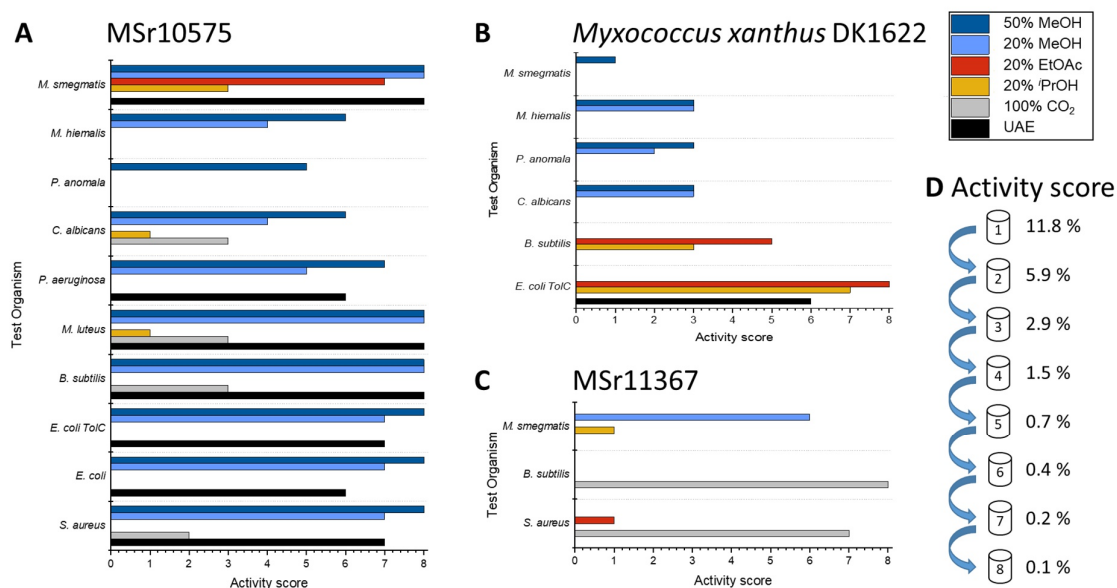 A MSr10575
M. smegmatis
M. hiemalis
P. anomala
C. albicans
P. aeruginosa
M. luteus
B. subtilis
E. coli TolC
E. coli
S. aureus
Test Organism
0 1 2 3 4 5 6 7 8
Activity score
B Myxococcus xanthus DK1622
M. smegmatis
M. hiemalis
P. anomala
C. albicans
B. subtilis
E. coli TolC
Test Organism
0 1 2 3 4 5 6 7 8
Activity score
C MSr11367
M. smegmatis
B. subtilis
S. aureus
Test Organism
0 1 2 3 4 5 6 7 8
Activity score
50% MeOH
20% MeOH
20% EtOAc
20% ⁱPrOH
100% CO₂
UAE
D Activity score
1 11.8 %
2 5.9 %
3 2.9 %
4 1.5 %
5 0.7 %
6 0.4 %
7 0.2 %
8 0.1 %